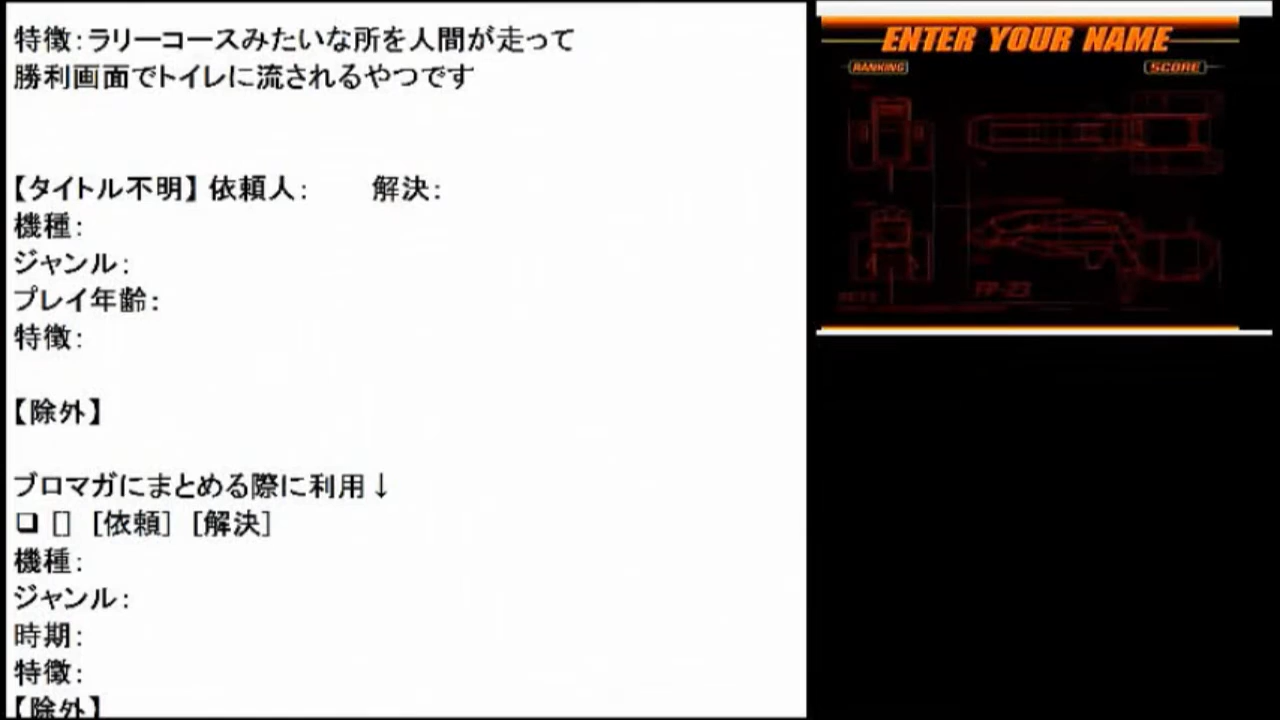 特徴：ラリーコースみたいな所を人間が走って
勝利画面でトイレに流されるやつです
【タイトル不明】 依頼人：　　解決：
機種：
ジャンル：
プレイ年齢：
特徴：
【除外】
ブロマガにまとめる際に利用↓
❑ [] [依頼] [解決]
機種：
ジャンル：
時期：
特徴：
【除外】
ENTER YOUR NAME
RANKING
SCORE